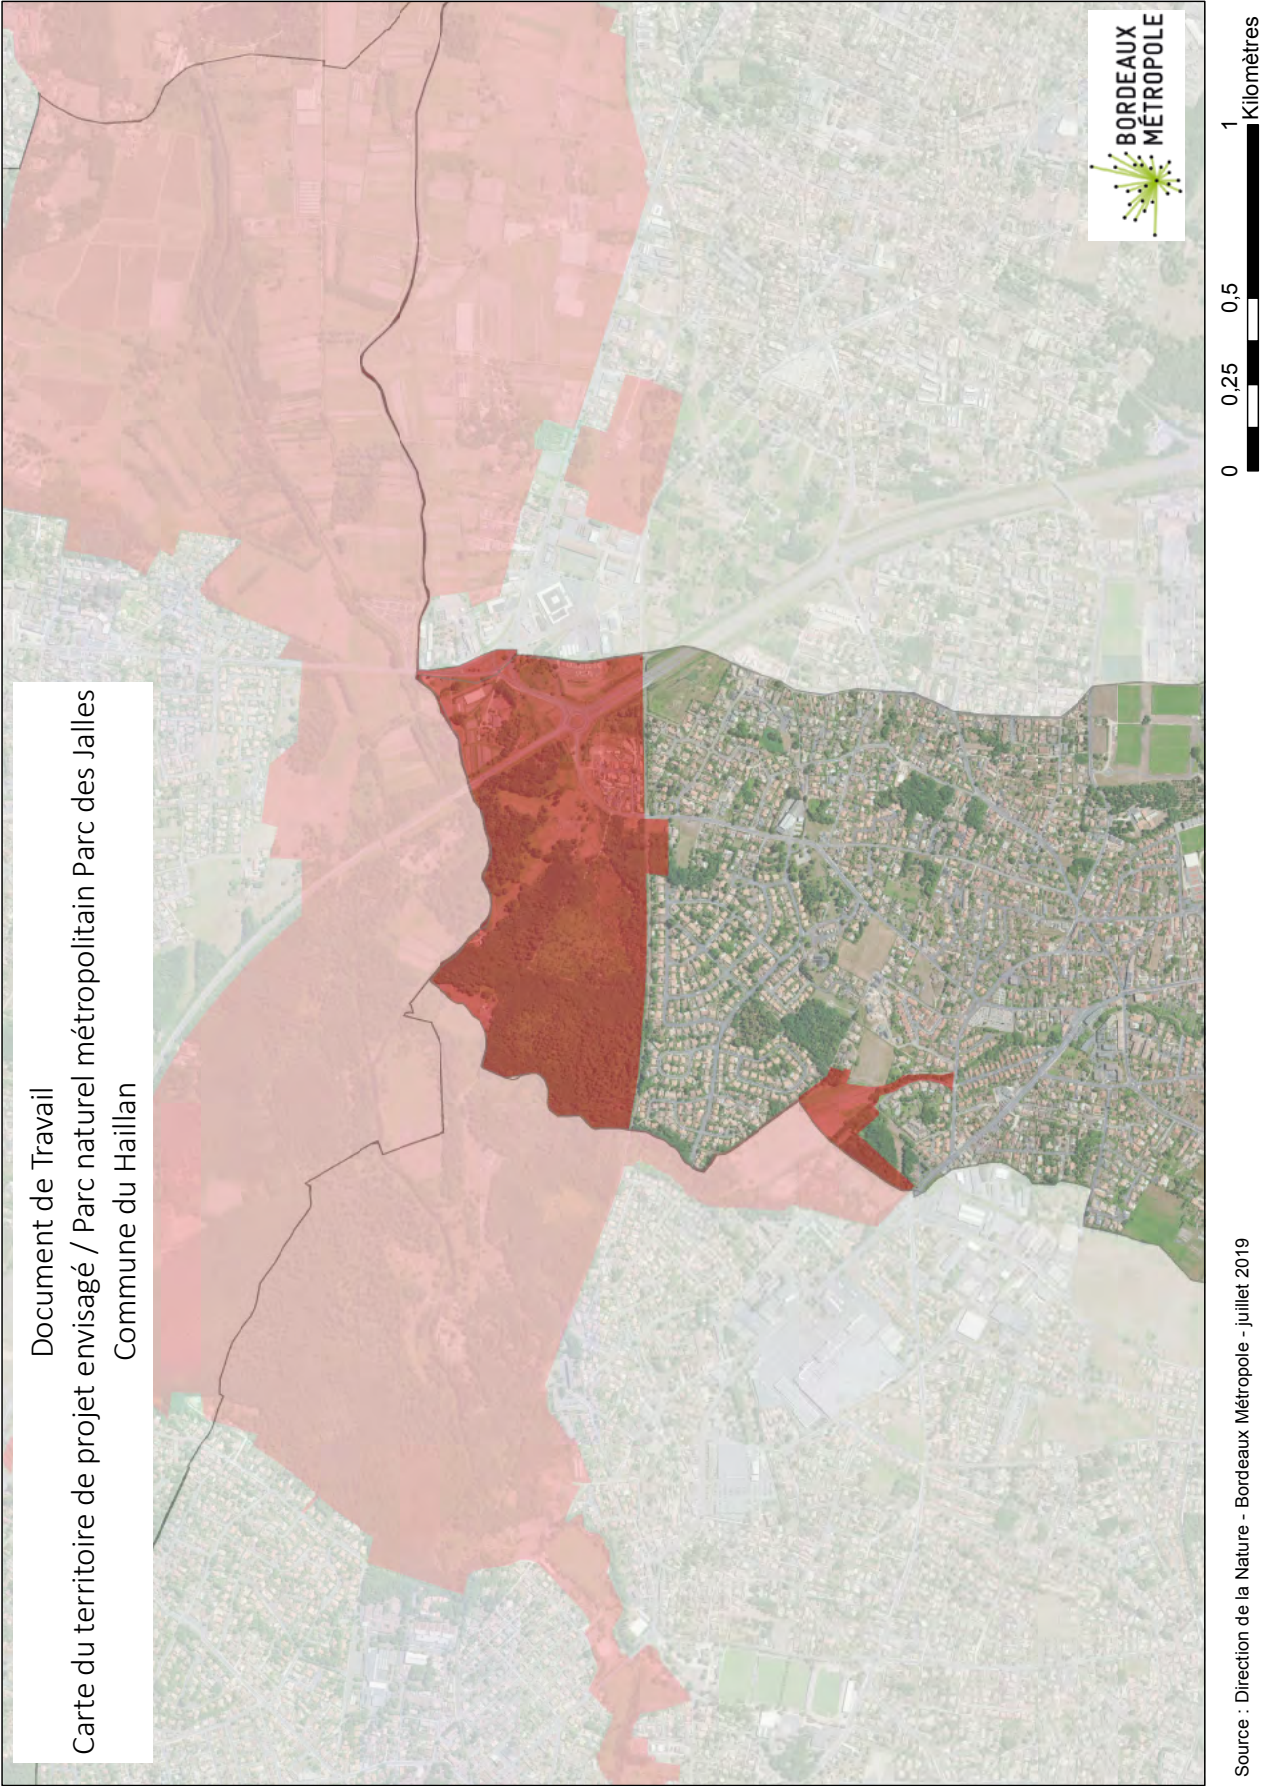 Document de Travail
Carte du territoire de projet envisagé / Parc naturel métropolitain Parc des Jalles
Commune du Haillan
BORDEAUX
MÉTROPOLE
0 0,25 0,5 1
Kilomètres
Source : Direction de la Nature - Bordeaux Métropole - juillet 2019